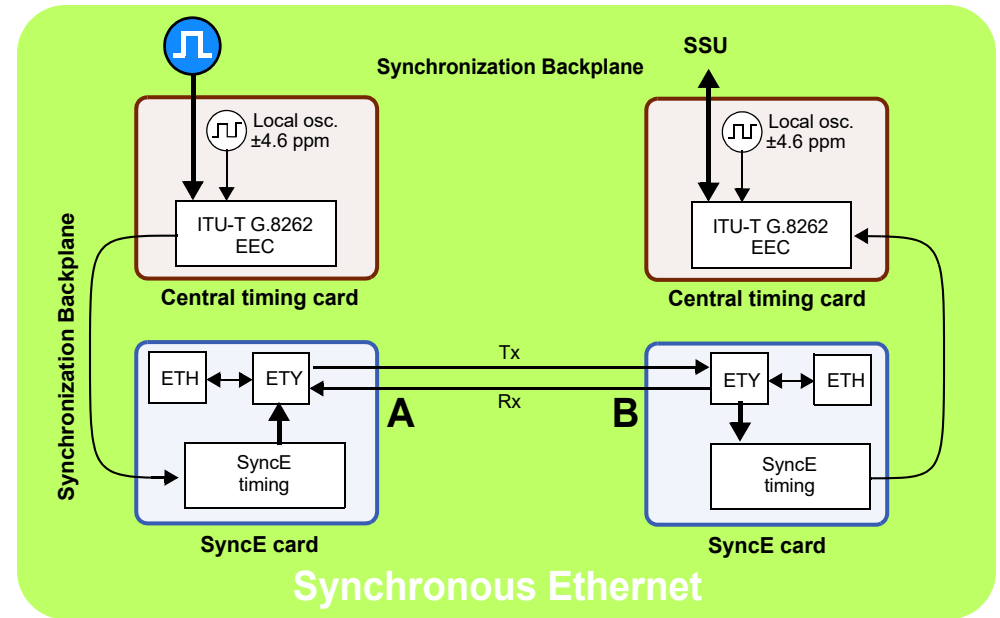 Synchronization Backplane
SSU
Local osc.
±4.6 ppm
ITU-T G.8262
EEC
Central timing card
Local osc.
±4.6 ppm
ITU-T G.8262
EEC
Central timing card
Synchronization Backplane
ETH
ETY
SyncE
timing
SyncE card
A
Tx
Rx
B
ETY
ETH
SyncE
timing
SyncE card
Synchronous Ethernet